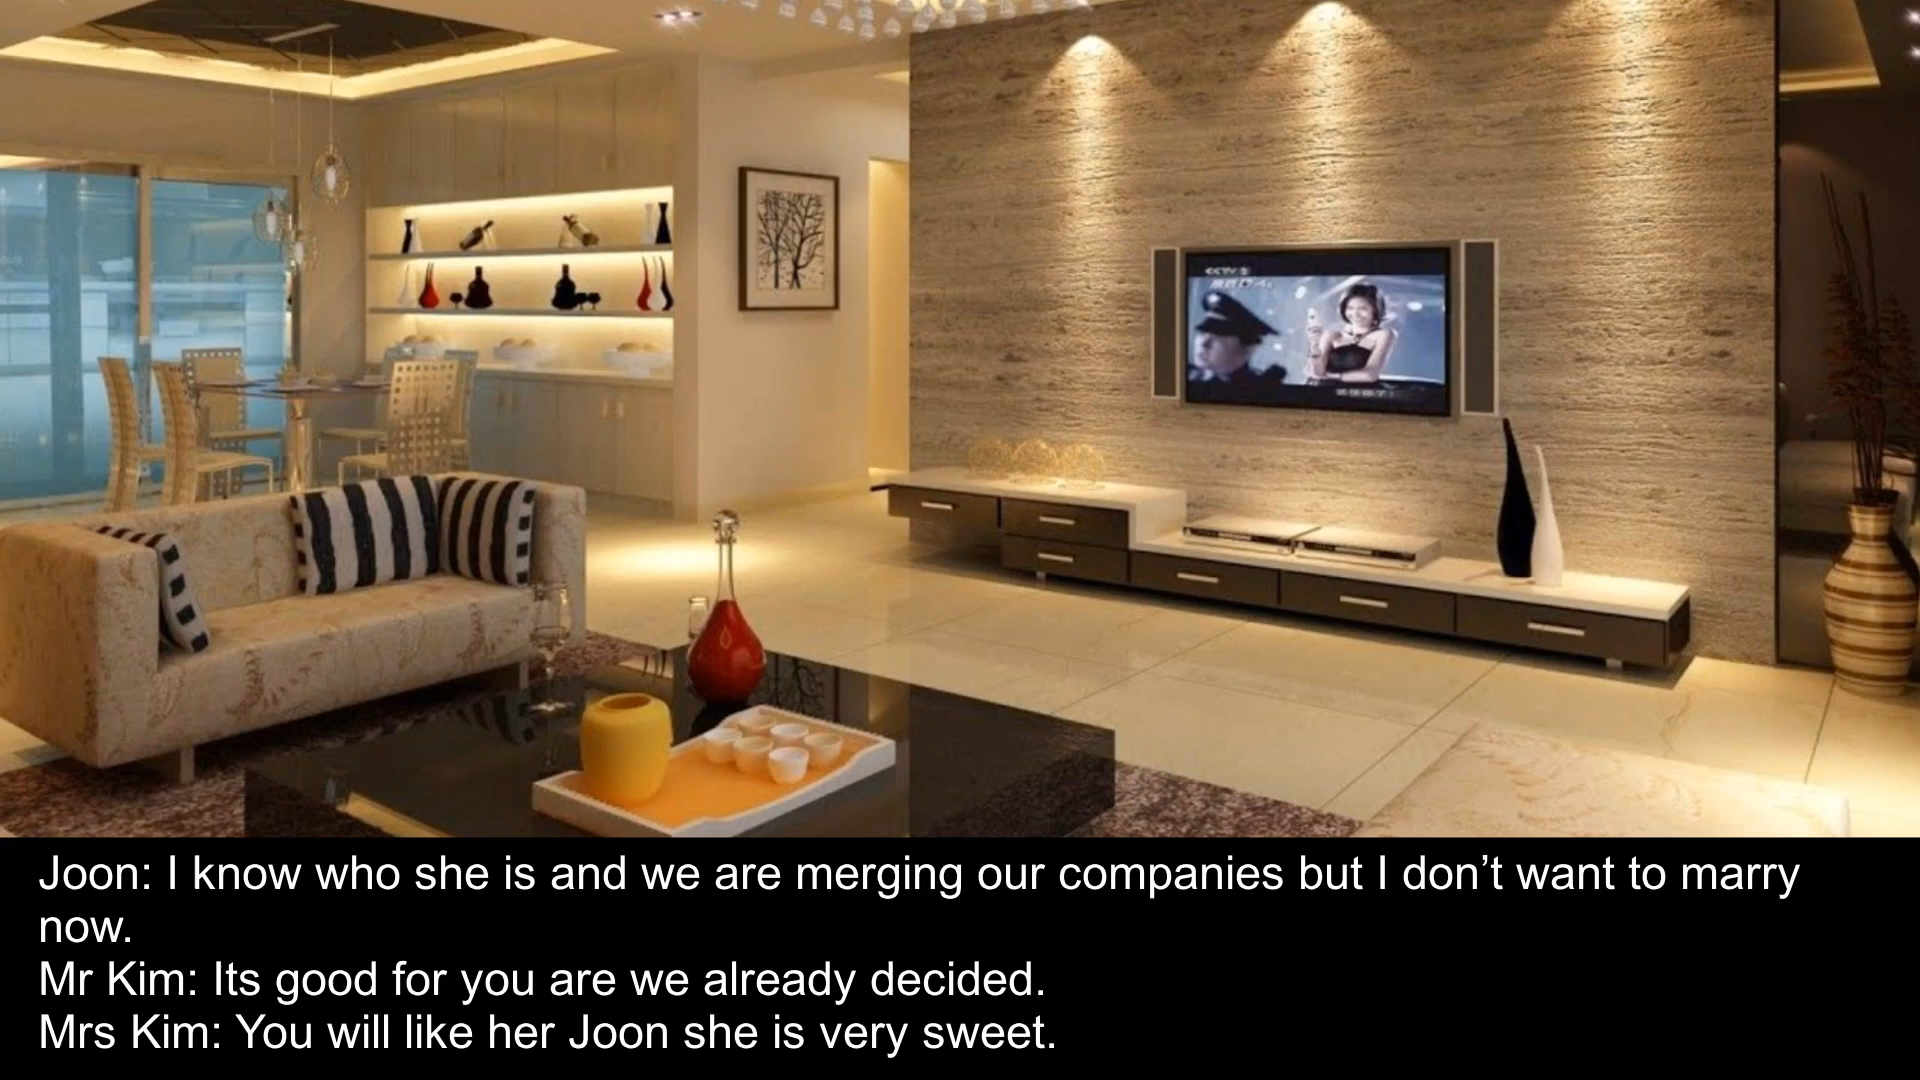 CCTV
Joon: I know who she is and we are merging our companies but I don’t want to marry
now.
Mr Kim: Its good for you are we already decided.
Mrs Kim: You will like her Joon she is very sweet.